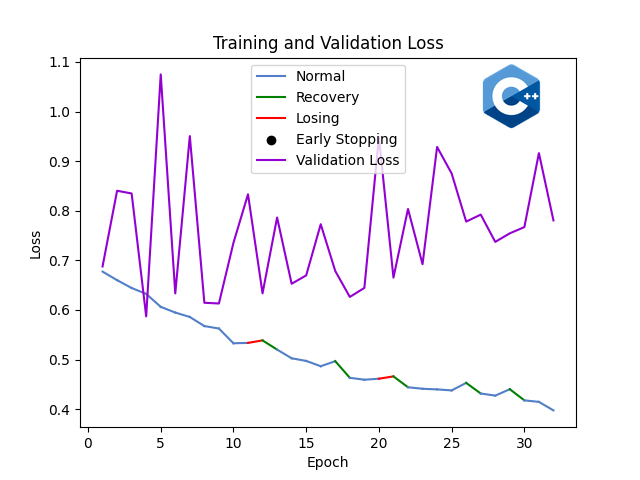 Training and Validation Loss
Normal
Recovery
Losing
Early Stopping
Validation Loss
C++
Loss
1.1
1.0
0.9
0.8
0.7
0.6
0.5
0.4
0
5
10
15
20
25
30
Epoch